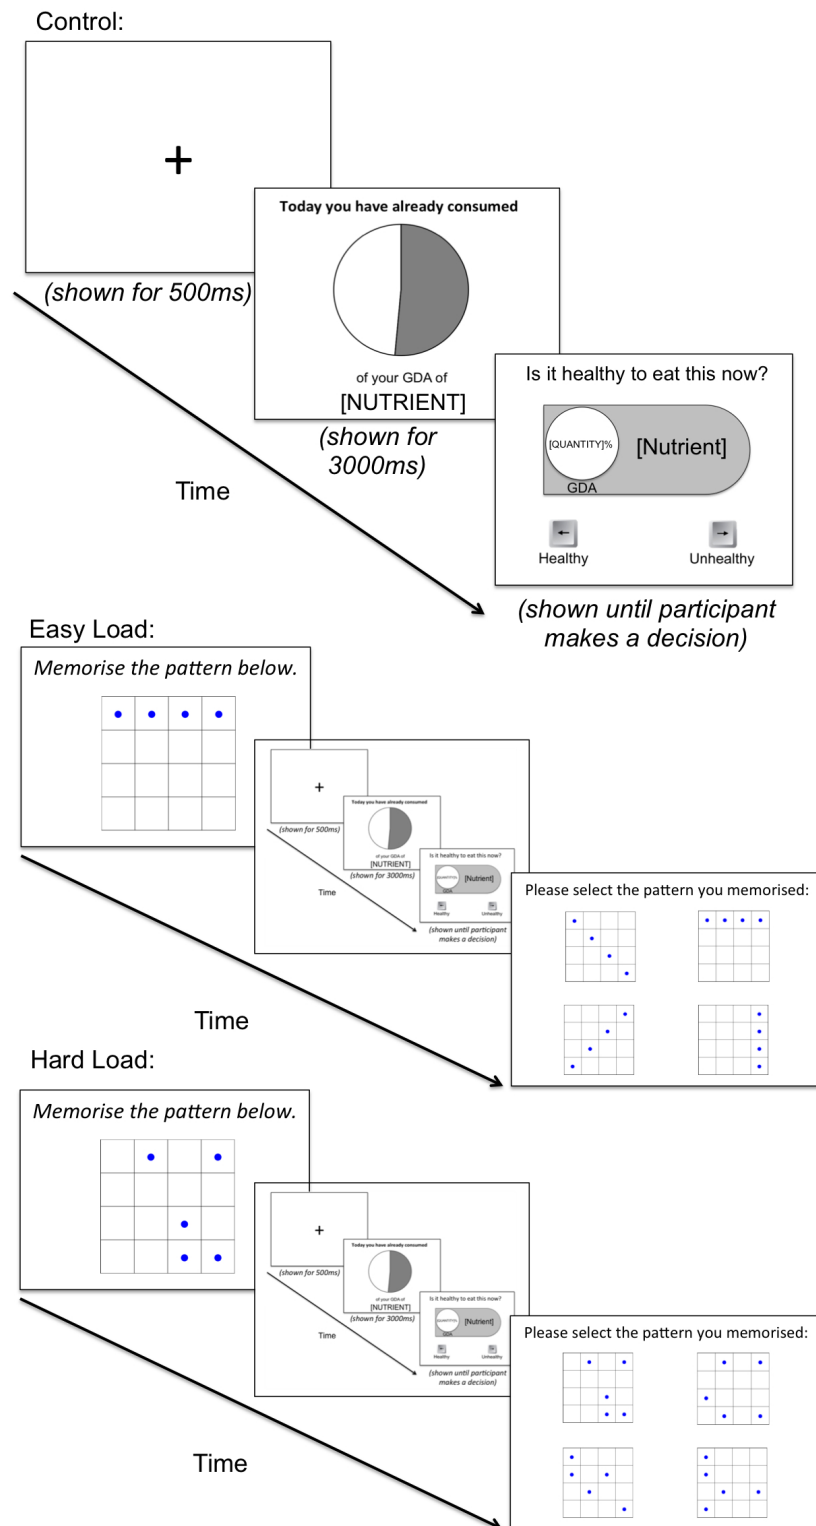 Control:
+
(shown for 500ms)
Today you have already consumed
of your GDA of
[NUTRIENT]
(shown for
3000ms)
Is it healthy to eat this now?
[QUANTITY]%
[Nutrient]
GDA
←
→
Healthy
Unhealthy
(shown until participant
makes a decision)
Time
Easy Load:
Memorise the pattern below.
+
(shown for 500ms)
Today you have already consumed
of your GDA of
[NUTRIENT]
(shown for 3000ms)
Is it healthy to eat this now?
[QUANTITY]%
[Nutrient]
GDA
Healthy
Unhealthy
(shown until participant
makes a decision)
Time
Please select the pattern you memorised:
Time
Hard Load:
Memorise the pattern below.
+
(shown for 500ms)
Today you have already consumed
of your GDA of
[NUTRIENT]
(shown for 3000ms)
Is it healthy to eat this now?
[QUANTITY]%
[Nutrient]
GDA
Healthy
Unhealthy
(shown until participant
makes a decision)
Time
Please select the pattern you memorised:
Time